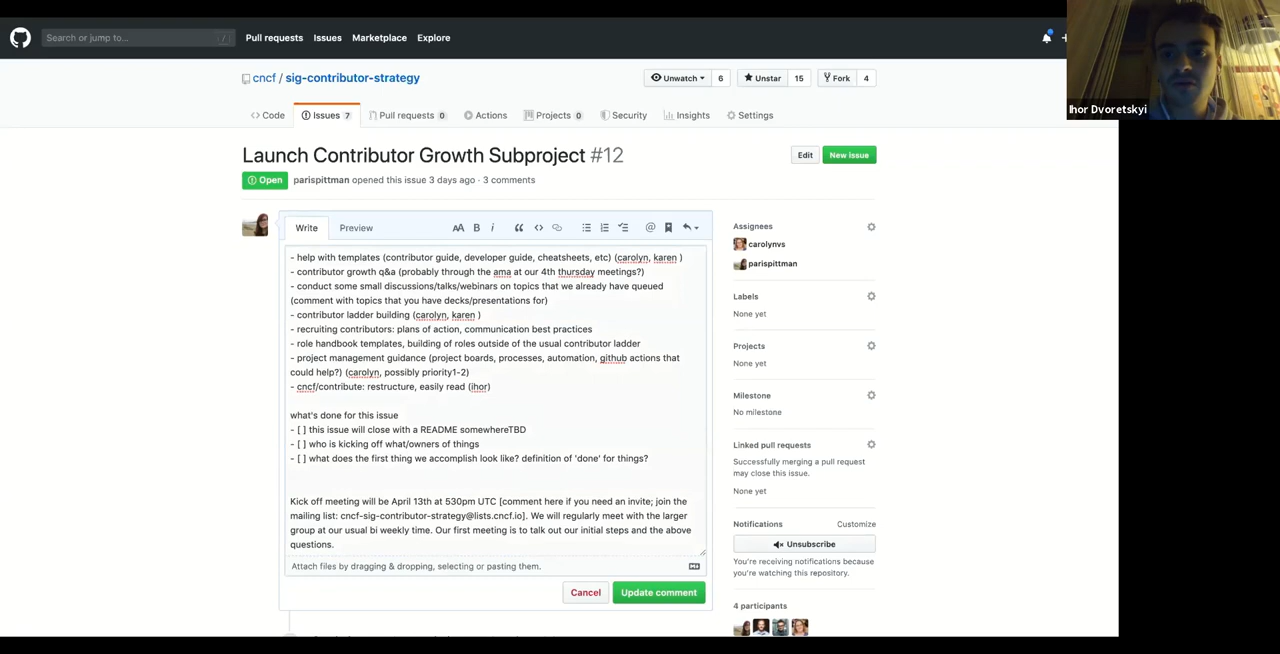 Search or jump to...
/
Pull requests
Issues
Marketplace
Explore
Ihor Dvoretskyi
cncf / sig-contributor-strategy
Unwatch
6
Unstar
15
Fork
4
Code
Issues 7
Pull requests 0
Actions
Projects 0
Security
Insights
Settings
Launch Contributor Growth Subproject #12
Edit
New issue
Open
parispittman opened this issue 3 days ago · 3 comments
Write
Preview
- help with templates (contributor guide, developer guide, cheatsheets, etc) (carolyn, karen )
- contributor growth q&a (probably through the ama at our 4th thursday meetings?)
- conduct some small discussions/talks/webinars on topics that we already have queued
(comment with topics that you have decks/presentations for)
- contributor ladder building (carolyn, karen )
- recruiting contributors: plans of action, communication best practices
- role handbook templates, building of roles outside of the usual contributor ladder
- project management guidance (project boards, processes, automation, github actions that
could help?) (carolyn, possibly priority1-2)
- cncf/contribute: restructure, easily read (ihor)
what's done for this issue
- [ ] this issue will close with a README somewhereTBD
- [ ] who is kicking off what/owners of things
- [ ] what does the first thing we accomplish look like? definition of 'done' for things?
Kick off meeting will be April 13th at 530pm UTC [comment here if you need an invite; join the
mailing list: cncf-sig-contributor-strategy@lists.cncf.io]. We will regularly meet with the larger
group at our usual bi weekly time. Our first meeting is to talk out our initial steps and the above
questions.
Attach files by dragging & dropping, selecting or pasting them.
Cancel
Update comment
Assignees
carolynvs
parispittman
Labels
None yet
Projects
None yet
Milestone
No milestone
Linked pull requests
Successfully merging a pull request
may close this issue.
None yet
Notifications
Customize
Unsubscribe
You're receiving notifications because
you're watching this repository.
4 participants